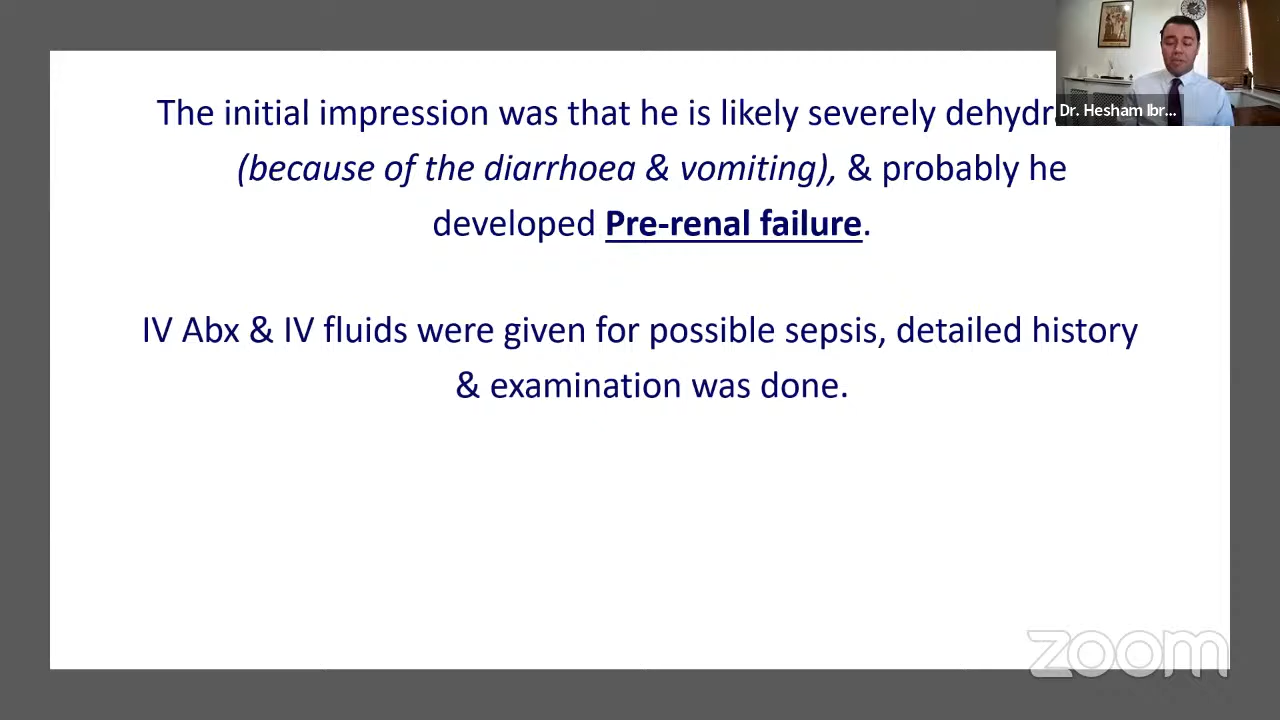 The initial impression was that he is likely severely
(because of the diarrhoea & vomiting), & probably he
developed Pre-renal failure.
IV Abx & IV fluids were given for possible sepsis, detailed history
& examination was done.
Dr. Hesham Ibr...
zoom